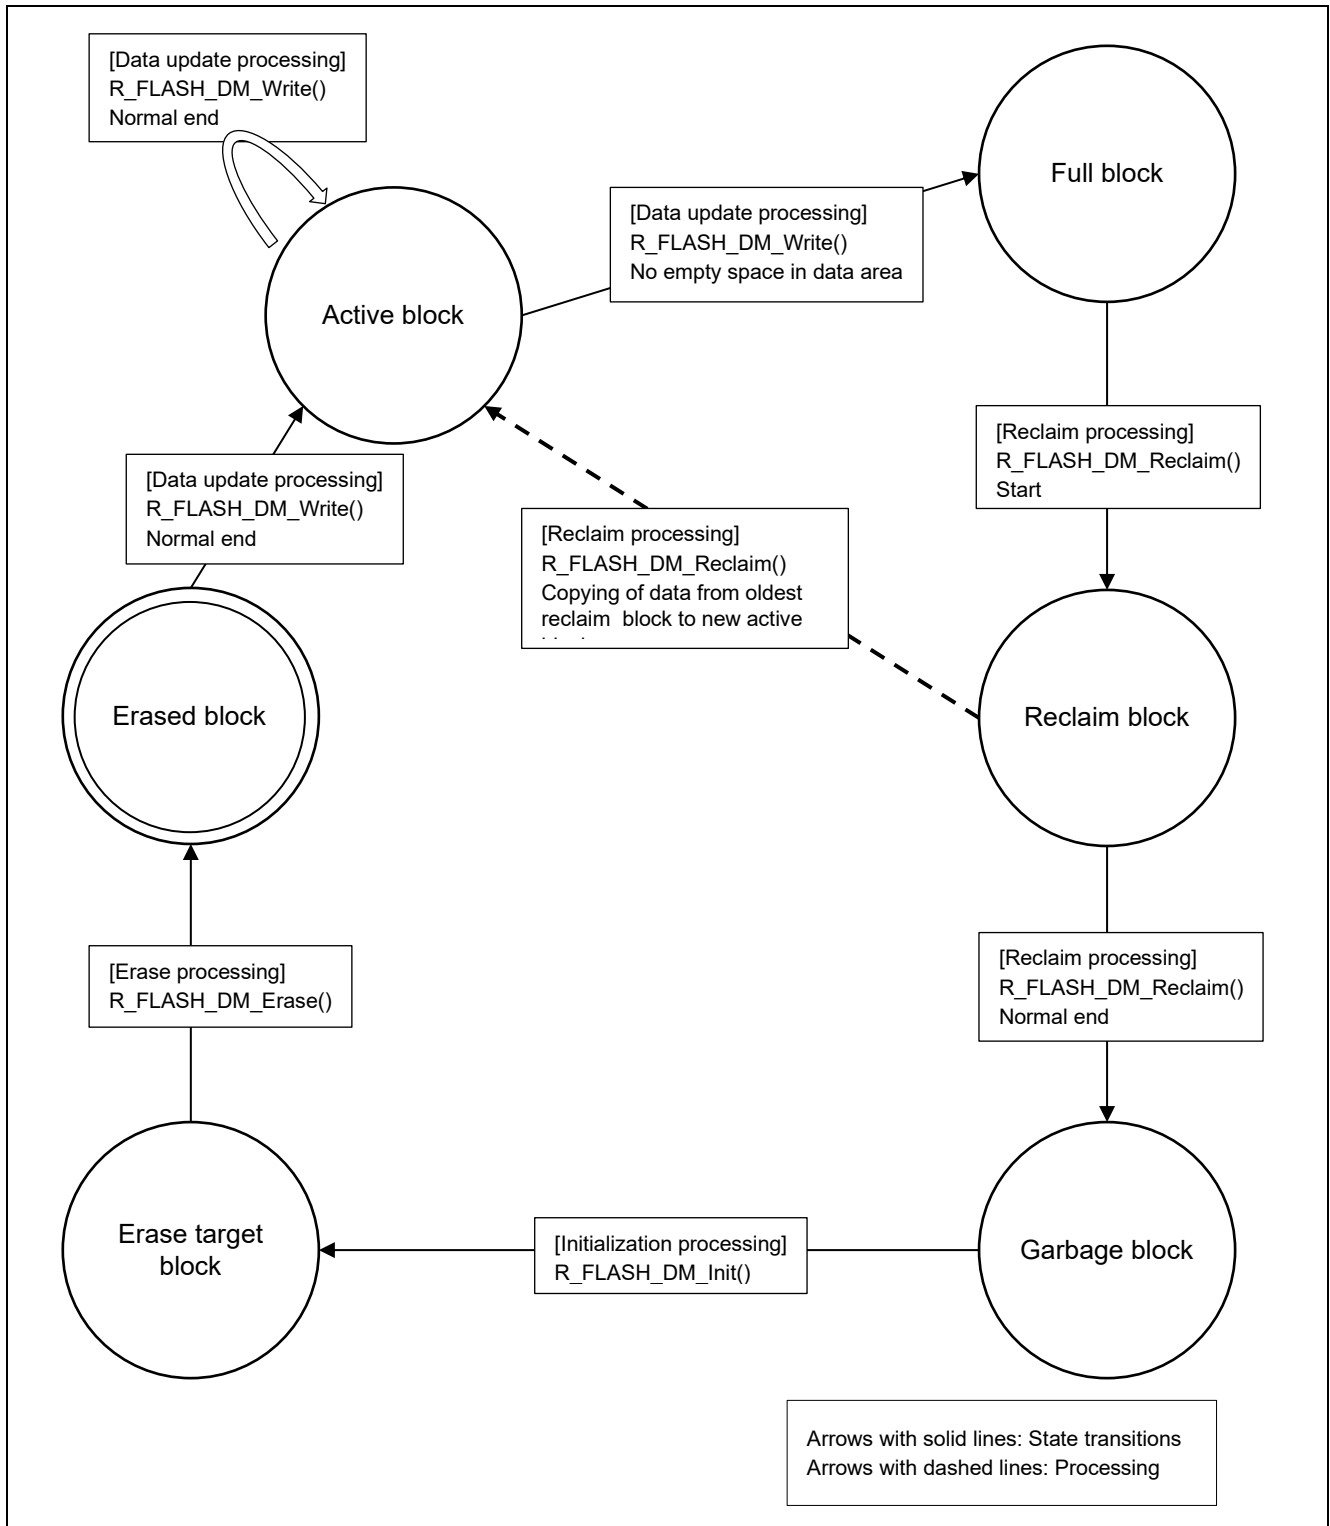 [Data update processing]
R_FLASH_DM_Write()
Normal end
Full block
[Data update processing]
R_FLASH_DM_Write()
No empty space in data area
Active block
[Reclaim processing]
R_FLASH_DM_Reclaim()
Start
[Data update processing]
R_FLASH_DM_Write()
Normal end
[Reclaim processing]
R_FLASH_DM_Reclaim()
Copying of data from oldest
reclaim block to new active
Erased block
Reclaim block
[Erase processing]
R_FLASH_DM_Erase()
[Reclaim processing]
R_FLASH_DM_Reclaim()
Normal end
Erase target
block
[Initialization processing]
R_FLASH_DM_Init()
Garbage block
Arrows with solid lines: State transitions
Arrows with dashed lines: Processing